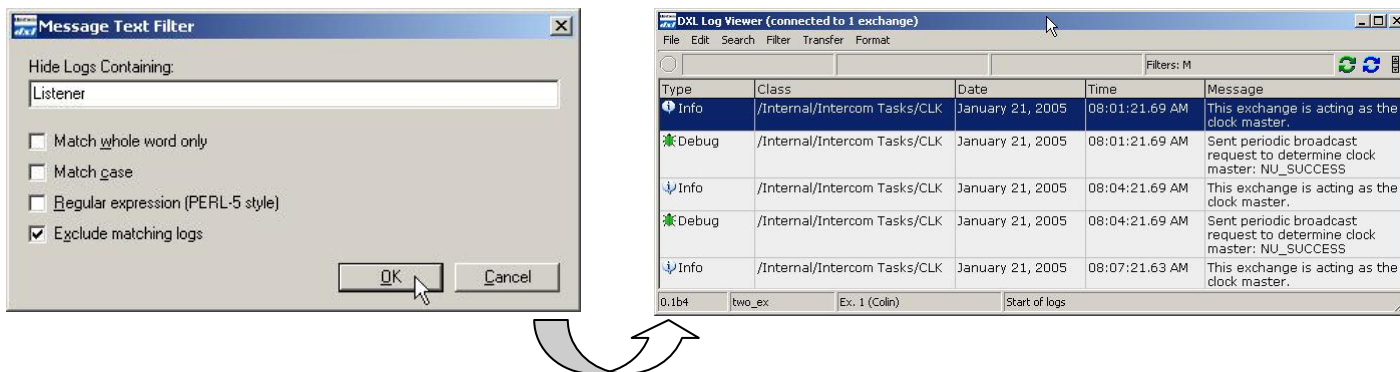 Message Text Filter
Hide Logs Containing:
Listener
Match whole word only
Match case
Regular expression (PERL-5 style)
Exclude matching logs
OK Cancel
DXL Log Viewer (connected to 1 exchange)
File Edit Search Filter Transfer Format
Filters: M
Type Class Date Time Message
Info /Internal/Intercom Tasks/CLK January 21, 2005 08:01:21.69 AM This exchange is acting as the
clock master.
Debug /Internal/Intercom Tasks/CLK January 21, 2005 08:01:21.69 AM Sent periodic broadcast
request to determine clock
master: NU_SUCCESS
Info /Internal/Intercom Tasks/CLK January 21, 2005 08:04:21.69 AM This exchange is acting as the
clock master.
Debug /Internal/Intercom Tasks/CLK January 21, 2005 08:04:21.69 AM Sent periodic broadcast
request to determine clock
master: NU_SUCCESS
Info /Internal/Intercom Tasks/CLK January 21, 2005 08:07:21.63 AM This exchange is acting as the
clock master.
0.1b4 two_ex Ex. 1 (Colin) Start of logs